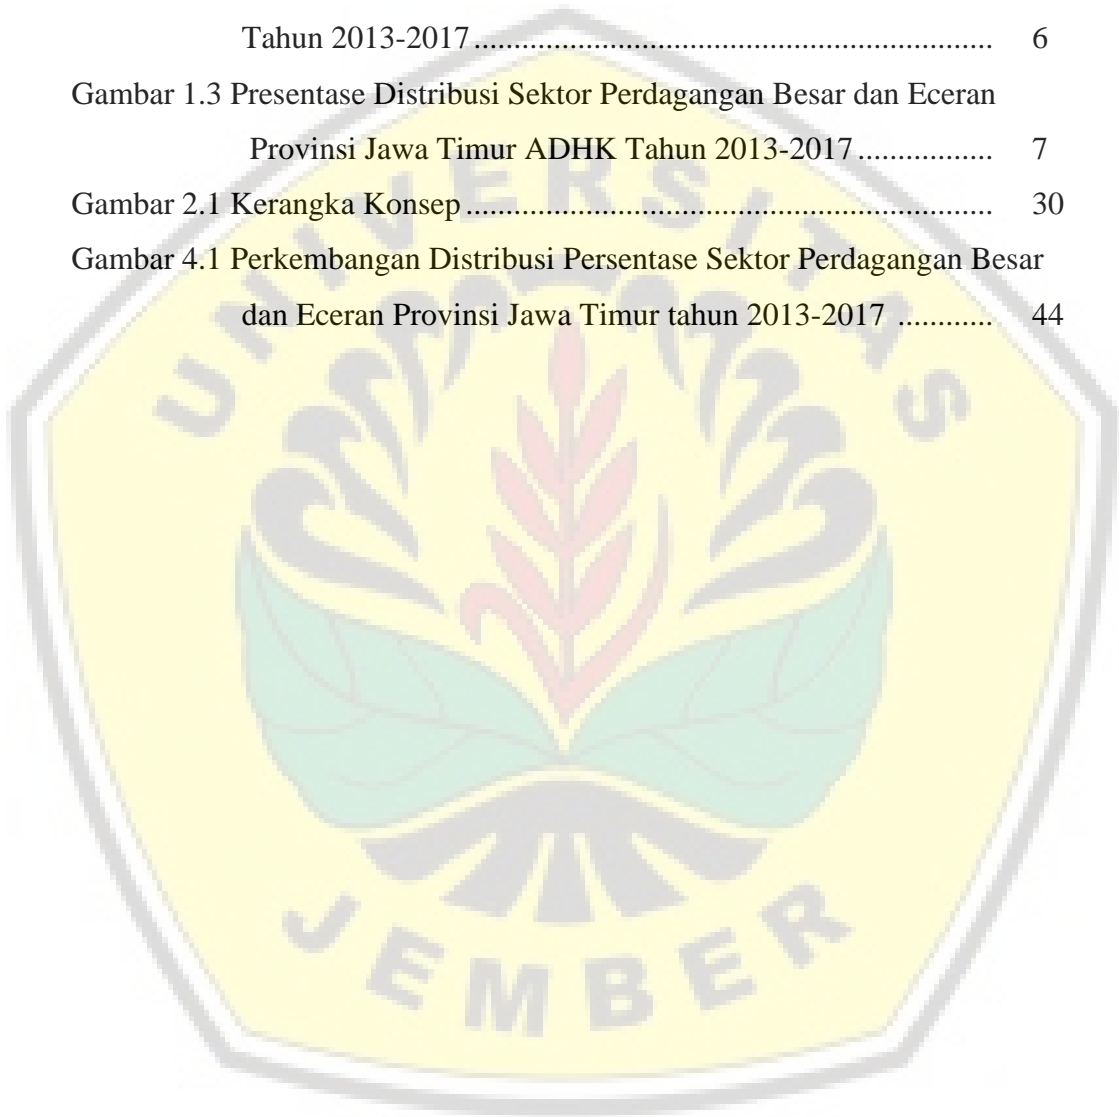 Tahun 2013-2017 ................................................................ 6
Gambar 1.3 Presentase Distribusi Sektor Perdagangan Besar dan Eceran
Provinsi Jawa Timur ADHK Tahun 2013-2017 ................. 7
Gambar 2.1 Kerangka Konsep ................................................................. 30
Gambar 4.1 Perkembangan Distribusi Persentase Sektor Perdagangan Besar
dan Eceran Provinsi Jawa Timur tahun 2013-2017 ............ 44
UNIVERSITAS
JEMBER